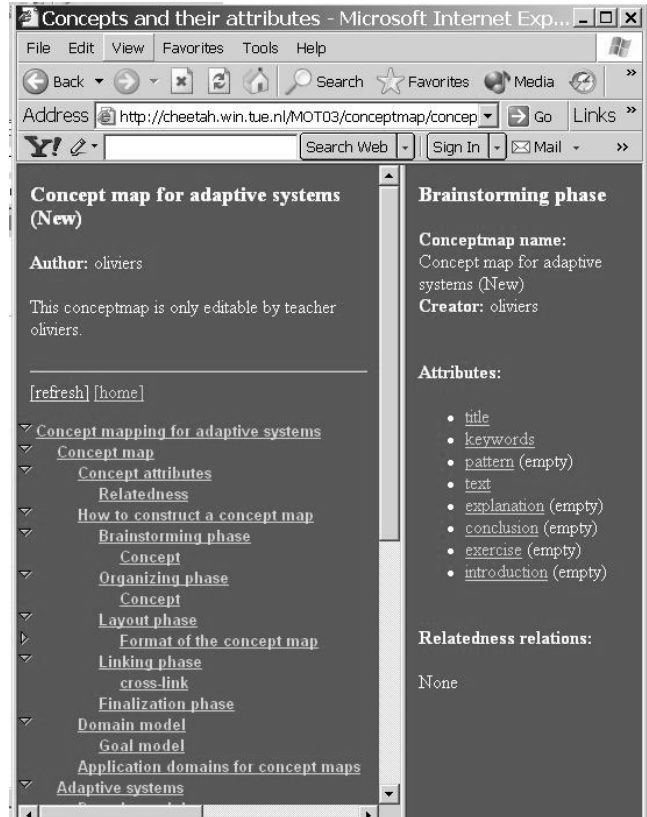 Concepts and their attributes - Microsoft Internet Exp...
File Edit View Favorites Tools Help
Back Search Favorites Media »
Address http://cheetah.win.tue.nl/MOT03/conceptmap/concep Go Links »
Y! Search Web Sign In Mail »
Concept map for adaptive systems
(New)
Author: oliviers
This conceptmap is only editable by teacher
oliviers.
[refresh] [home]
Concept mapping for adaptive systems
Concept map
Concept attributes
Relatedness
How to construct a concept map
Brainstorming phase
Concept
Organizing phase
Concept
Layout phase
Format of the concept map
Linking phase
cross-link
Finalization phase
Domain model
Goal model
Application domains for concept maps
Adaptive systems
Brainstorming phase
Conceptmap name:
Concept map for adaptive
systems (New)
Creator: oliviers
Attributes:
title
keywords
pattern (empty)
text
explanation (empty)
conclusion (empty)
exercise (empty)
introduction (empty)
Relatedness relations:
None